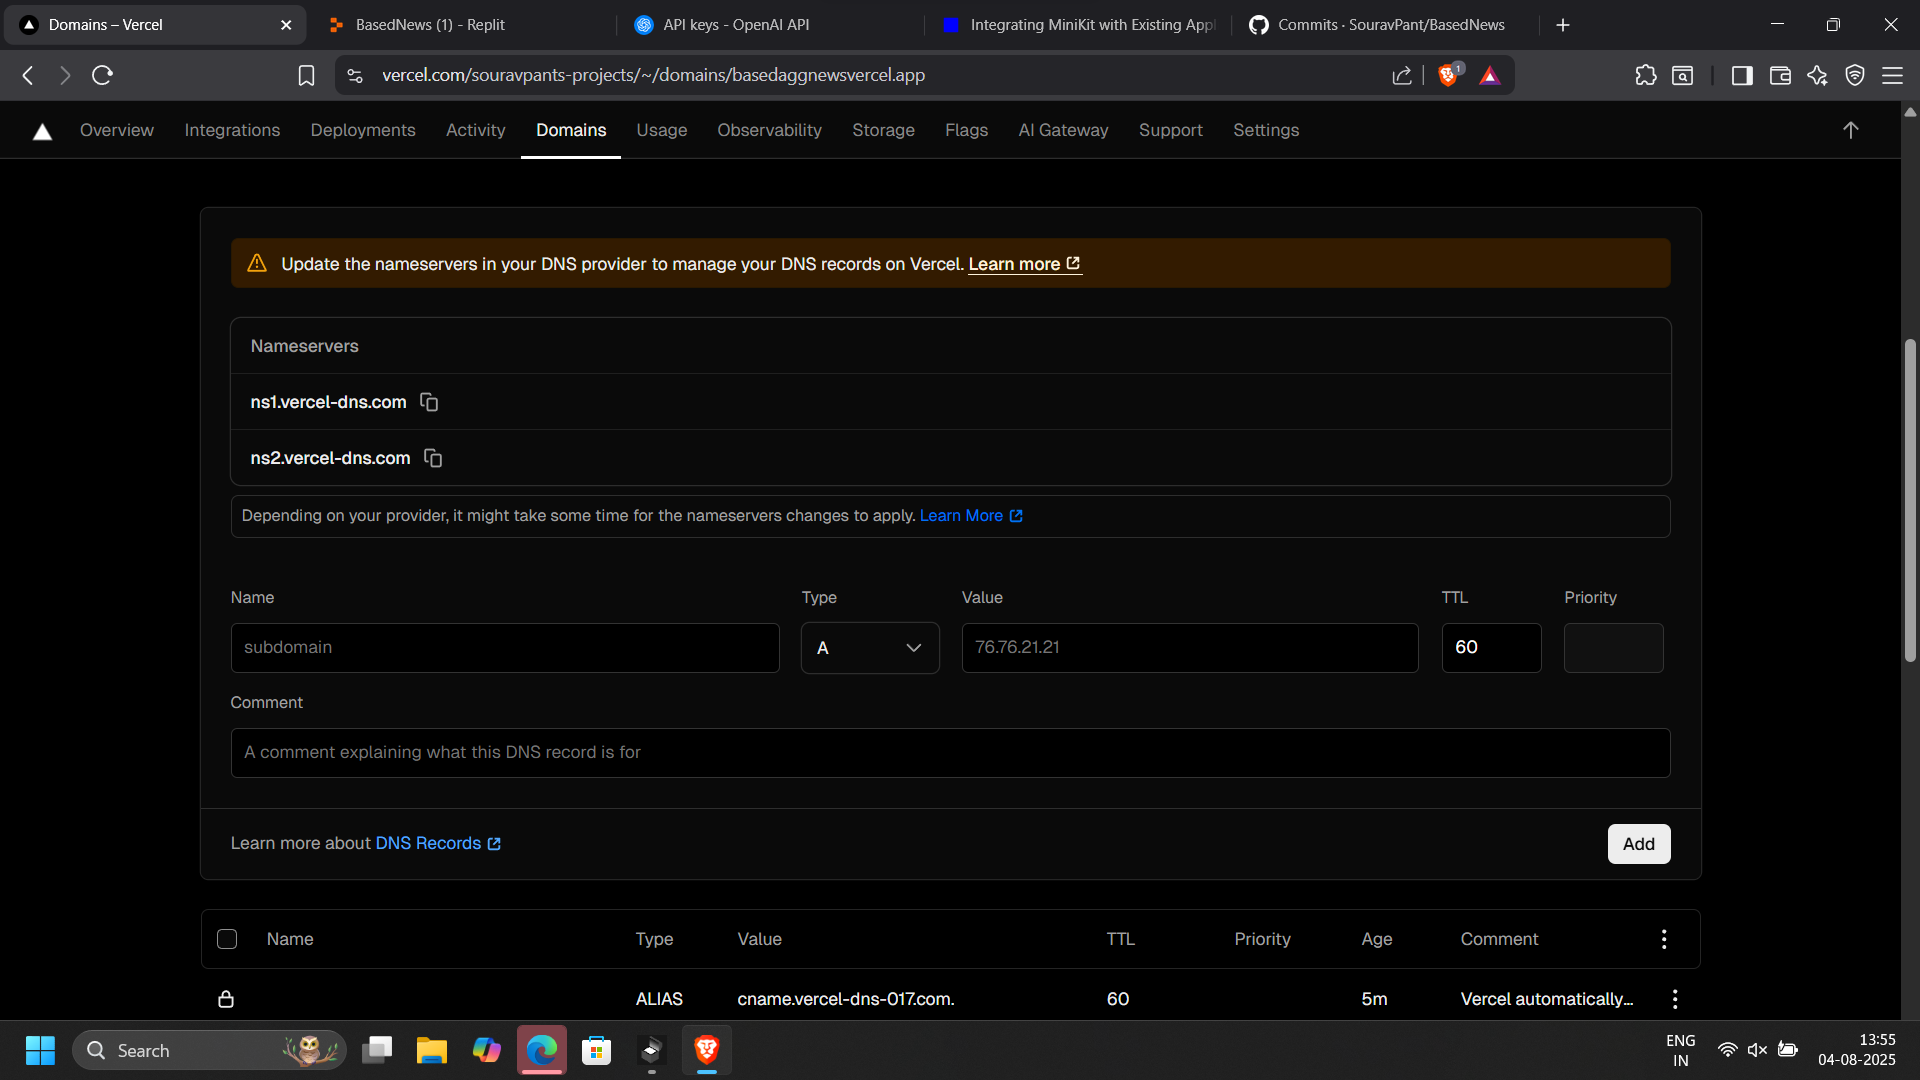 Domains – Vercel
BasedNews (1) - Replit
API keys - OpenAI API
Integrating MiniKit with Existing App
Commits · SouravPant/BasedNews
vercel.com/souravpants-projects/~/domains/basedaggnewsvercel.app
1
Overview Integrations Deployments Activity Domains Usage Observability Storage Flags AI Gateway Support Settings
Update the nameservers in your DNS provider to manage your DNS records on Vercel. Learn more
Nameservers
ns1.vercel-dns.com
ns2.vercel-dns.com
Depending on your provider, it might take some time for the nameservers changes to apply. Learn More
Name Type Value TTL Priority
subdomain A 76.76.21.21 60
Comment
A comment explaining what this DNS record is for
Learn more about DNS Records
Add
Name Type Value TTL Priority Age Comment
ALIAS cname.vercel-dns-017.com. 60 5m Vercel automatically...
Search
ENG
IN
13:55
04-08-2025